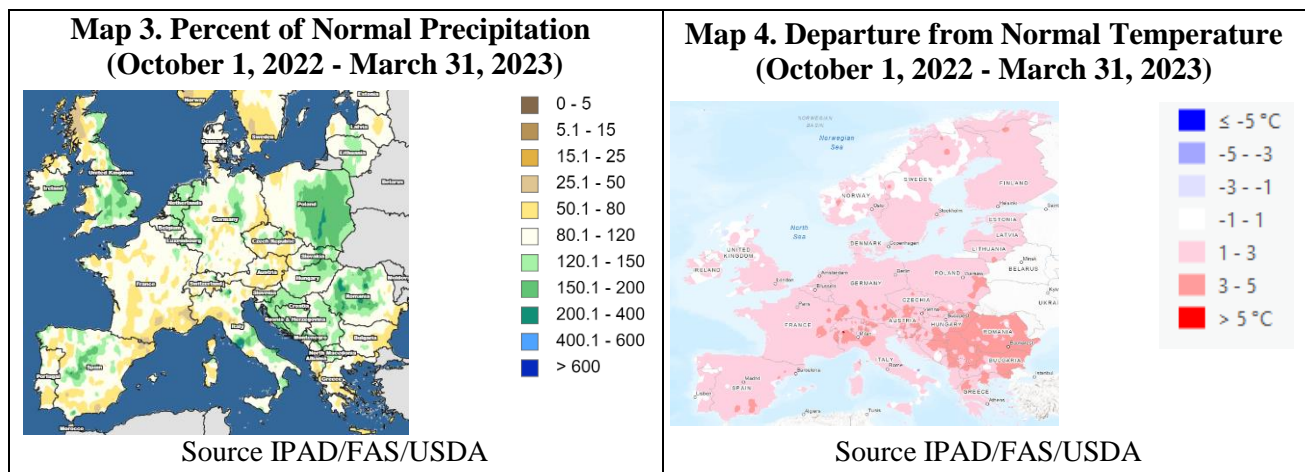 Map 3. Percent of Normal Precipitation
(October 1, 2022 - March 31, 2023)
Norway
Sweden
Estonia
Latvia
Lithuania
Denmark
Belarus
United Kingdom
Ireland
Netherlands
Poland
Germany
Belgium
Luxembourg
Czech Republic
Slovakia
Austria
Hungary
France
Switzerland
Slovenia
Romania
Croatia
Bosnia & Herzegovina
Italy
Montenegro
Bulgaria
North Macedonia
Albania
Spain
Portugal
Greece
Morocco
0 - 5
5.1 - 15
15.1 - 25
25.1 - 50
50.1 - 80
80.1 - 120
120.1 - 150
150.1 - 200
200.1 - 400
400.1 - 600
> 600
Source IPAD/FAS/USDA
Map 4. Departure from Normal Temperature
(October 1, 2022 - March 31, 2023)
NORWEGIAN
BASIN
Norwegian
Sea
SWEDEN
FINLAND
NORWAY
Oslo
Helsinki
Stockholm
ESTONIA
North
Sea
LATVIA
UNITED
KINGDOM
DENMARK
Copenhagen
LITHUANIA
IRELAND
Minsk
BELARUS
London
Amsterdam
Berlin
POLAND
Brussels
GERMANY
UKRA
Paris
CZECHIA
Vienna
FRANCE
AUSTRIA
HUNGARY
ROMANIA
ITALY
BULGARIA
Barcelona
Rome
Madrid
Istanbul
Lisbon
SPAIN
GREECE
Athens
Algiers
Tunis
≤ -5 °C
-5 - -3
-3 - -1
-1 - 1
1 - 3
3 - 5
> 5 °C
Source IPAD/FAS/USDA